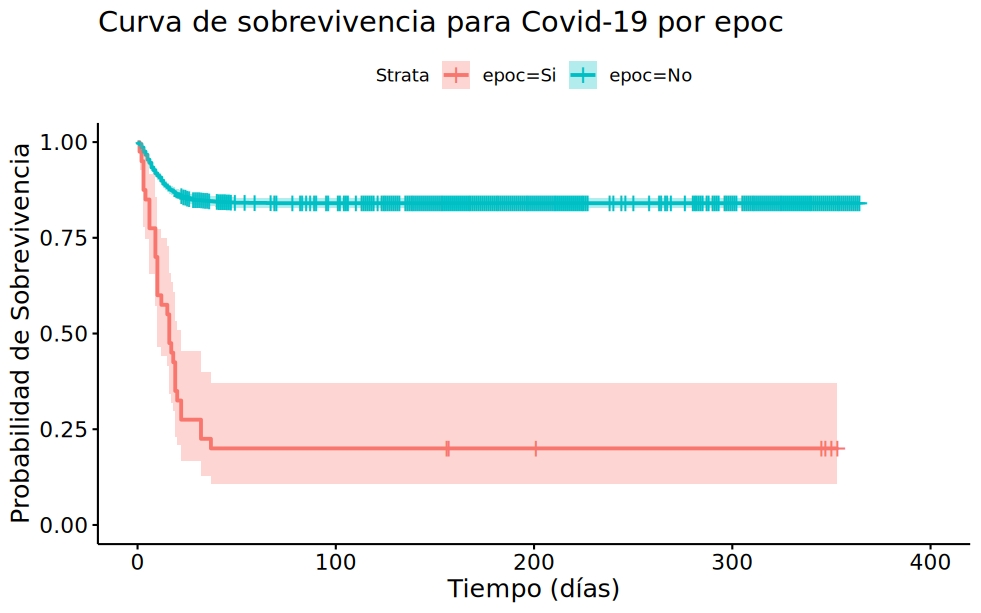 Curva de sobrevivencia para Covid-19 por epoc
Strata epoc=Si epoc=No
Probabilidad de Sobrevivencia
1.00
0.75
0.50
0.25
0.00
0 100 200 300 400
Tiempo (días)